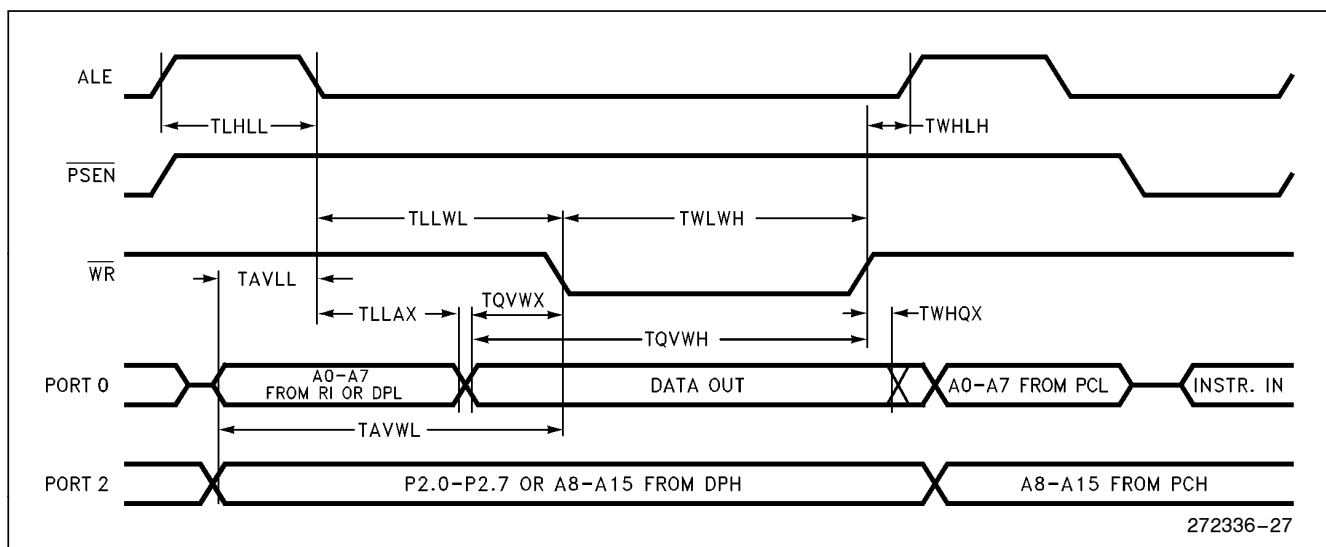 ALE
TLHLL
TWHLH
PSEN
TLLWL
TWLWH
WR
TAVLL
TLLAX
TQVWX
TWHQX
TQVWH
PORT 0
A0-A7
FROM RI OR DPL
DATA OUT
A0-A7 FROM PCL
INSTR. IN
TAVWL
PORT 2
P2.0-P2.7 OR A8-A15 FROM DPH
A8-A15 FROM PCH
272336-27